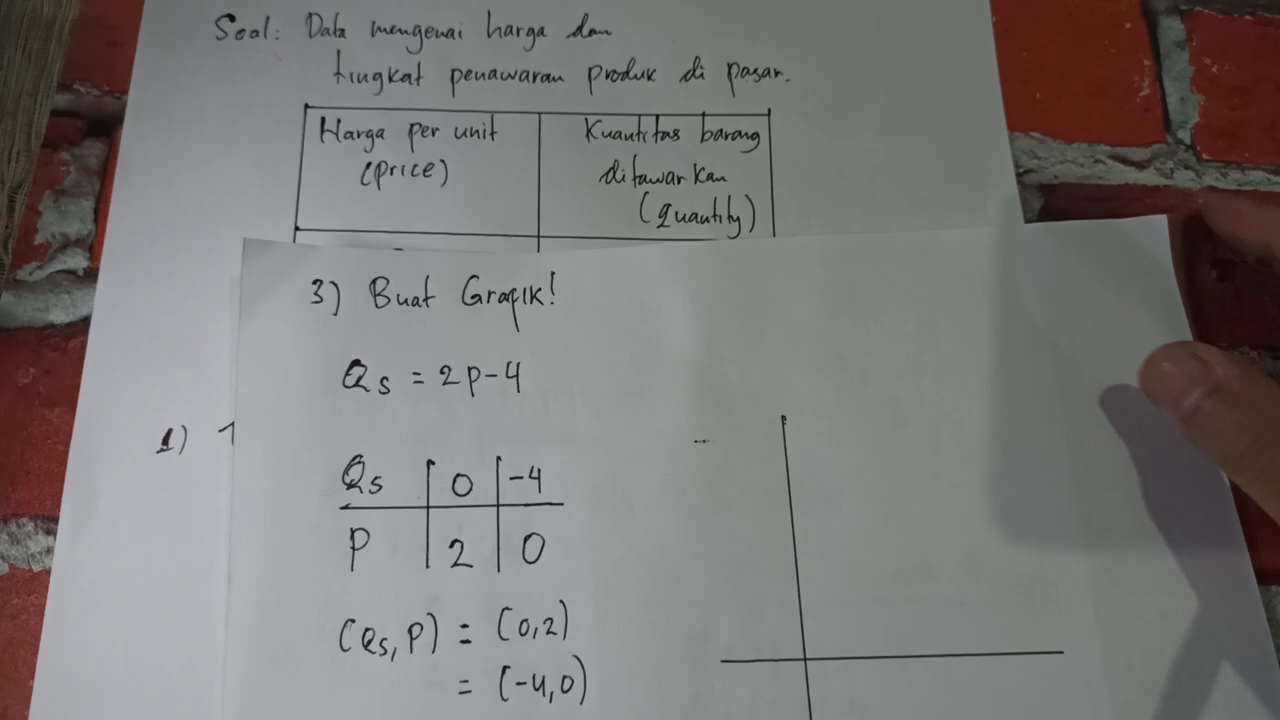 Soal: Data mengenai harga dan
tingkat penawaran produk di pasar.
Harga per unit
(price)
Kuantitas barang
ditawarkan
(quantity)
3) Buat Grafik!
Qs = 2p-4
1) 1
Qs 0 -4
P 2 0
(Qs, P) = (0,2)
= (-4,0)